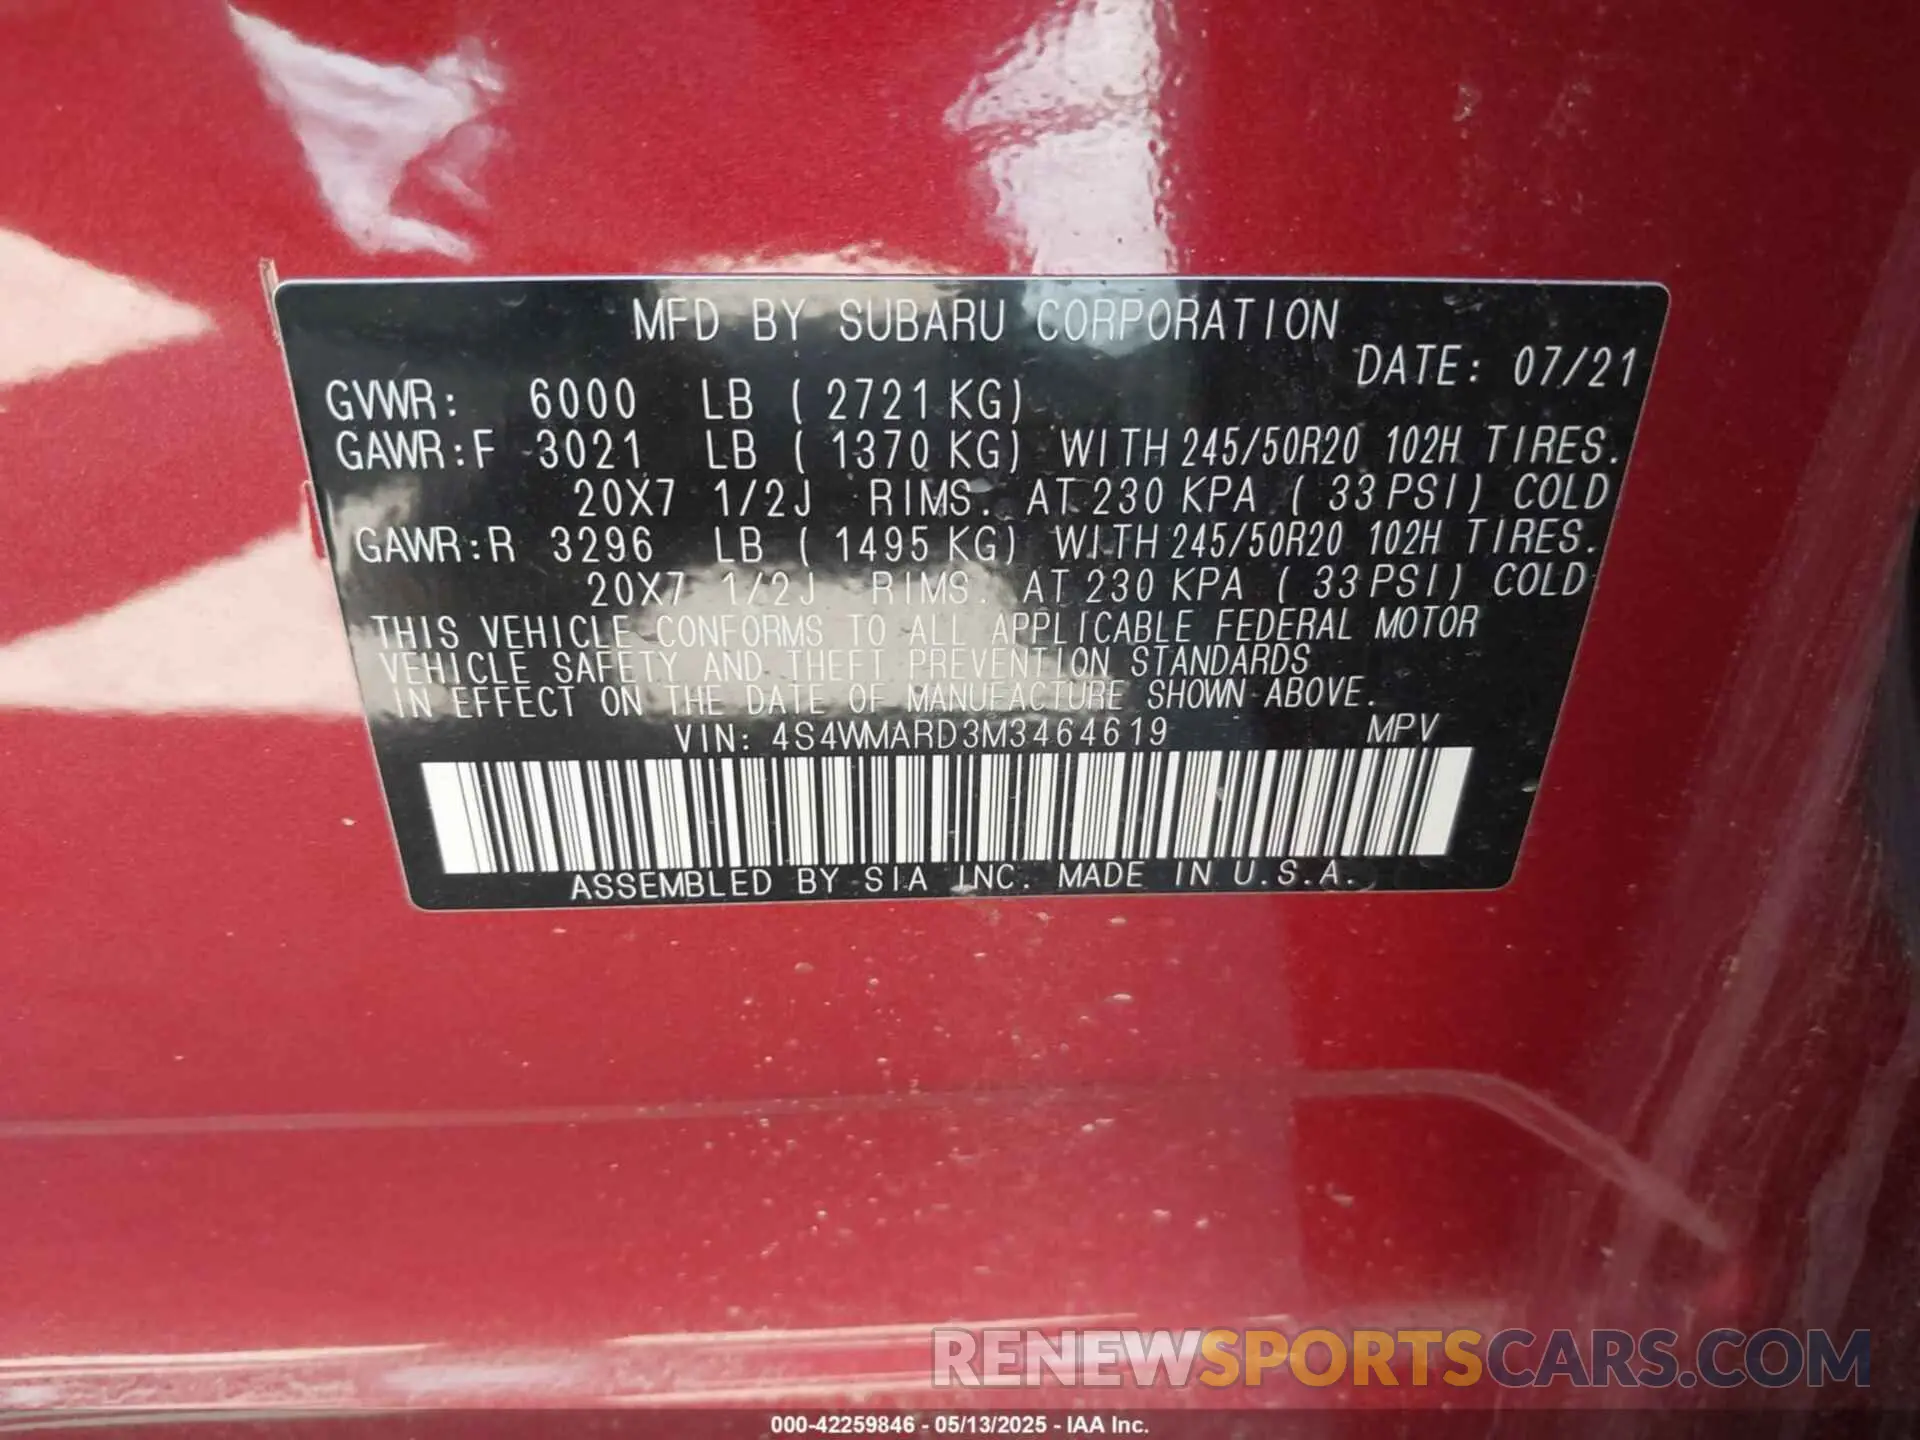 MFD BY SUBARU CORPORATION
DATE: 07/21
GVWR: 6000 LB ( 2721 KG)
GAWR:F 3021 LB ( 1370 KG) WITH 245/50R20 102H TIRES.
20X7 1/2J RIMS. AT 230 KPA ( 33 PSI) COLD
GAWR:R 3296 LB ( 1495 KG) WITH 245/50R20 102H TIRES.
20X7 1/2J RIMS. AT 230 KPA ( 33 PSI) COLD
THIS VEHICLE CONFORMS TO ALL APPLICABLE FEDERAL MOTOR
VEHICLE SAFETY AND THEFT PREVENTION STANDARDS
IN EFFECT ON THE DATE OF MANUFACTURE SHOWN ABOVE.
VIN: 4S4WMARD3M3464619 MPV
ASSEMBLED BY SIA INC. MADE IN U.S.A.
RENEWSPORTSCARS.COM
000-42259846 - 05/13/2025 - IAA Inc.